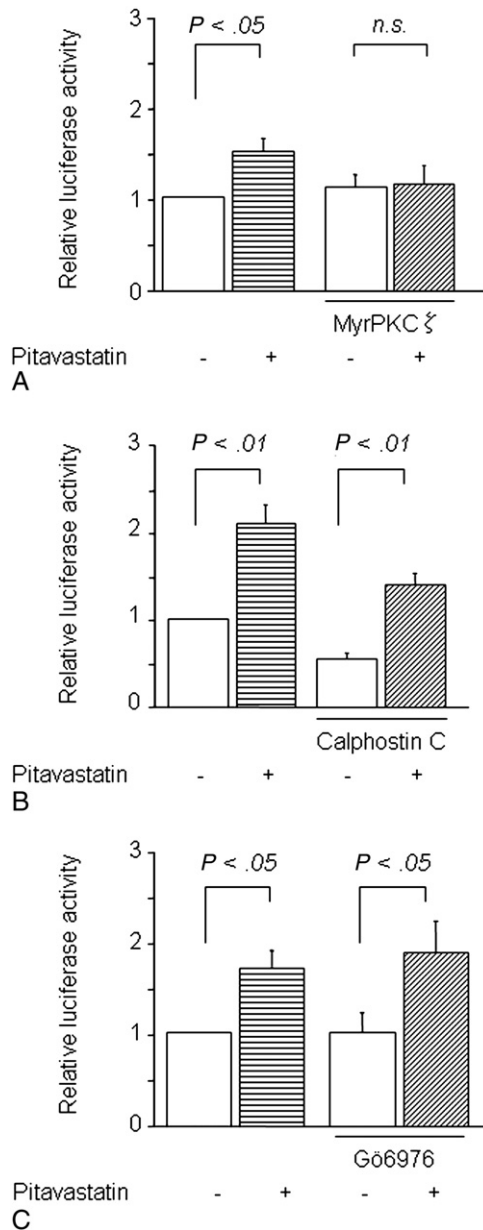 P < .05 n.s.
3
2
1
0
Relative luciferase activity
MyrPKC ζ
Pitavastatin - + - +
A
P < .01 P < .01
3
2
1
0
Relative luciferase activity
Calphostin C
Pitavastatin - + - +
B
P < .05 P < .05
3
2
1
0
Relative luciferase activity
Gö6976
Pitavastatin - + - +
C